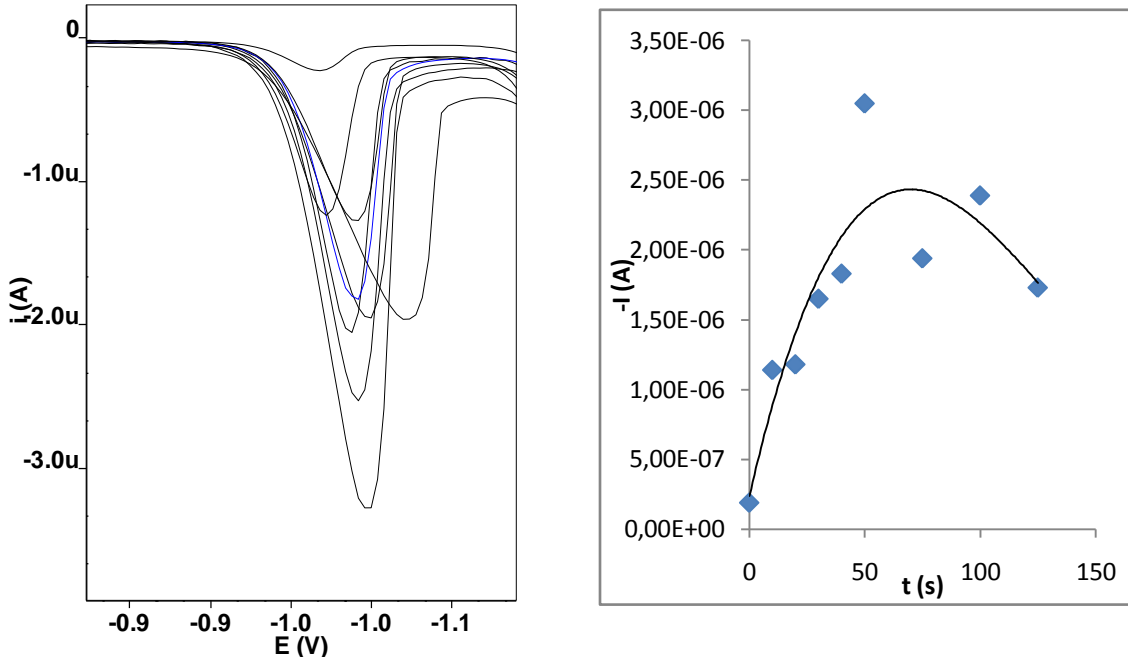 0
-1.0u
-2.0u
-3.0u
i (A)
-0.9 -0.9 -1.0 -1.0 -1.1
E (V)
3,50E-06
3,00E-06
2,50E-06
2,00E-06
1,50E-06
1,00E-06
5,00E-07
0,00E+00
-I (A)
0 50 100 150
t (s)